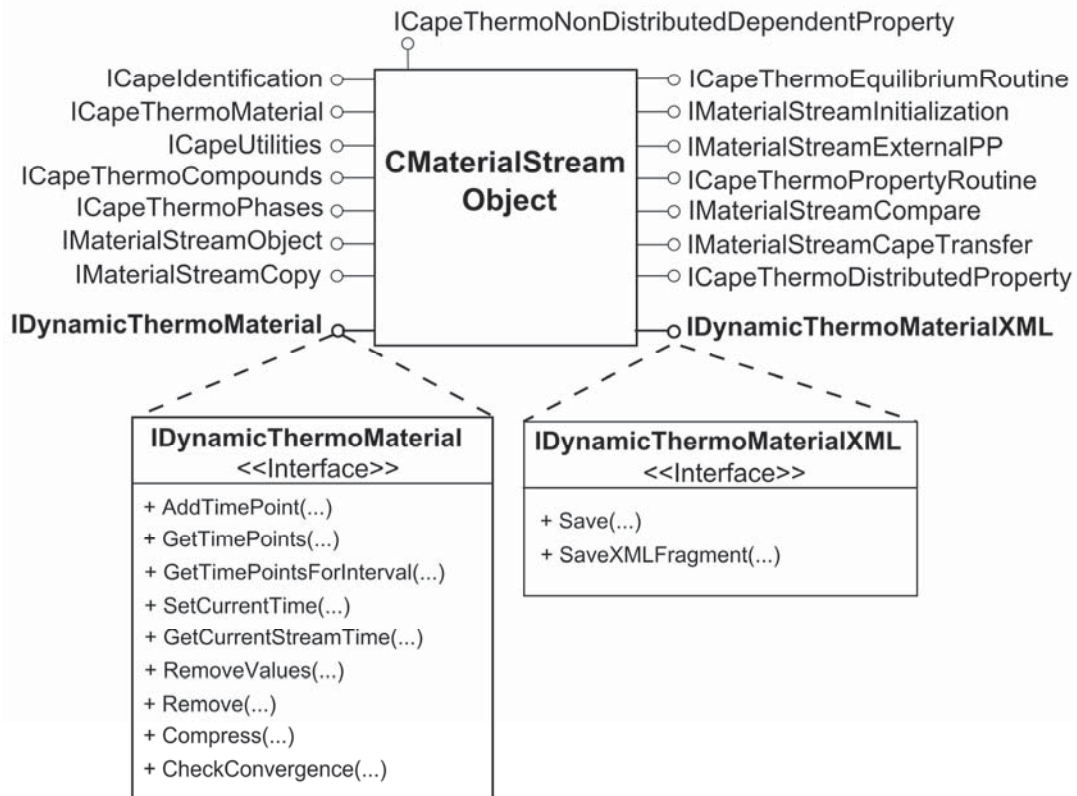 ICapeThermoNonDistributedDependentProperty
ICapeIdentification
ICapeThermoMaterial
ICapeUtilities
ICapeThermoCompounds
ICapeThermoPhases
IMaterialStreamObject
IMaterialStreamCopy
IDynamicThermoMaterial
CMaterialStream
Object
ICapeThermoEquilibriumRoutine
IMaterialStreamInitialization
IMaterialStreamExternalPP
ICapeThermoPropertyRoutine
IMaterialStreamCompare
IMaterialStreamCapeTransfer
ICapeThermoDistributedProperty
IDynamicThermoMaterialXML
IDynamicThermoMaterial
<<Interface>>
+ AddTimePoint(...)
+ GetTimePoints(...)
+ GetTimePointsForInterval(...)
+ SetCurrentTime(...)
+ GetCurrentStreamTime(...)
+ RemoveValues(...)
+ Remove(...)
+ Compress(...)
+ CheckConvergence(...)
IDynamicThermoMaterialXML
<<Interface>>
+ Save(...)
+ SaveXMLFragment(...)